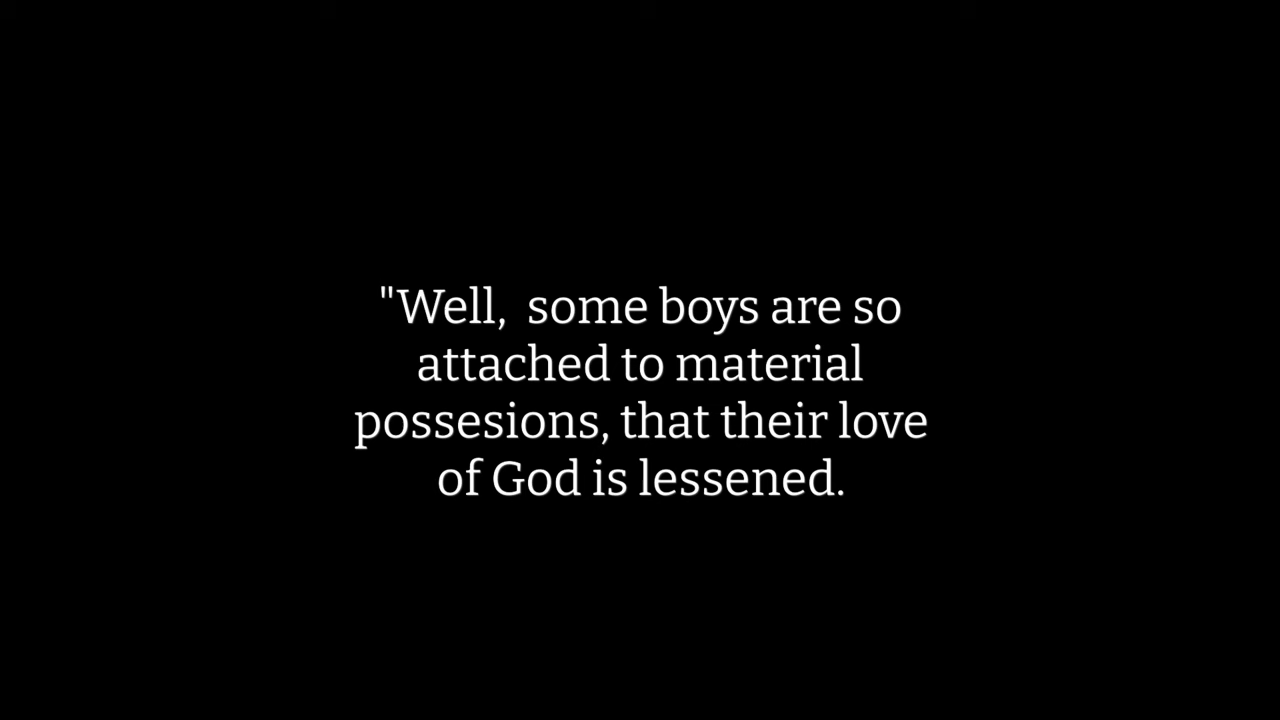 "Well,  some boys are so
attached to material
possesions, that their love
of God is lessened.